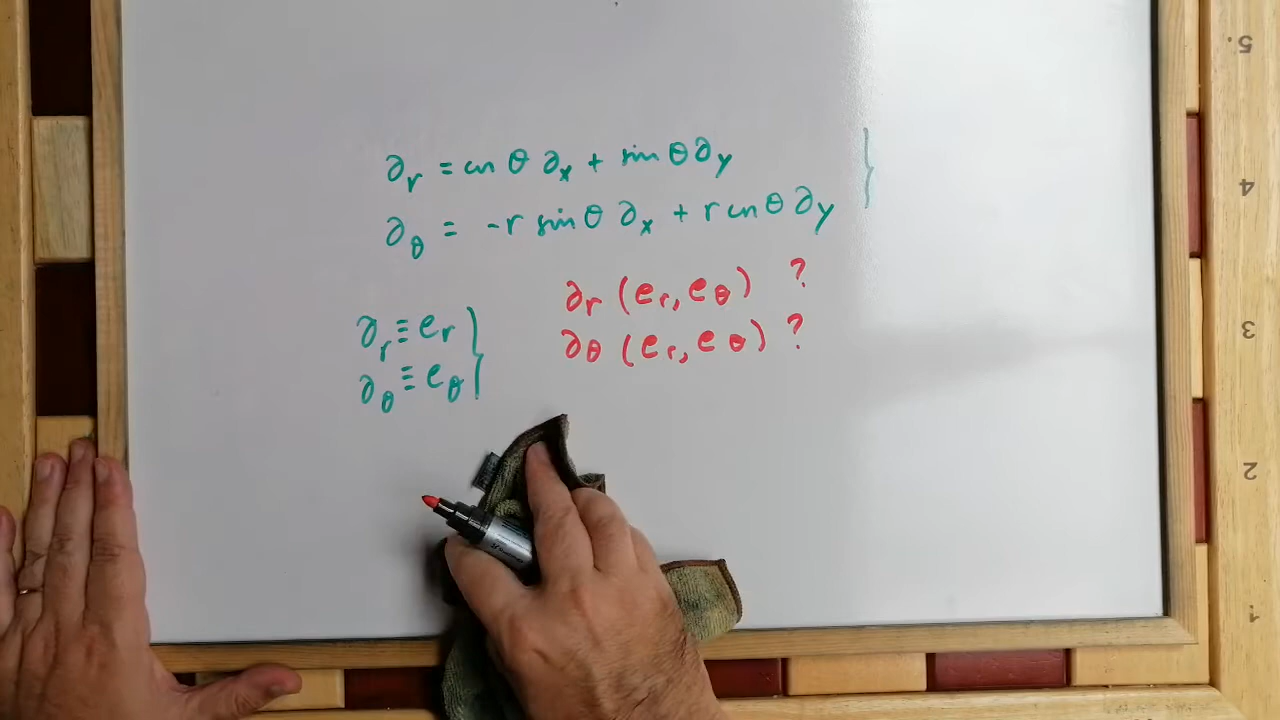 ∂r = cos θ ∂x + sin θ ∂y
∂θ = -r sin θ ∂x + r cos θ ∂y }
∂r ≡ er
∂θ ≡ eθ }
∂r (er, eθ) ?
∂θ (er, eθ) ?
5.
4
3
2
1.